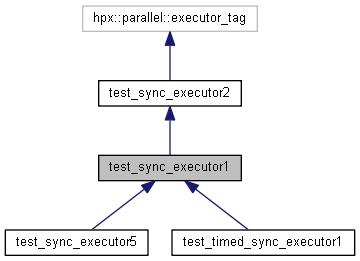 hpx::parallel::executor_tag
test_sync_executor2
test_sync_executor1
test_sync_executor5
test_timed_sync_executor1